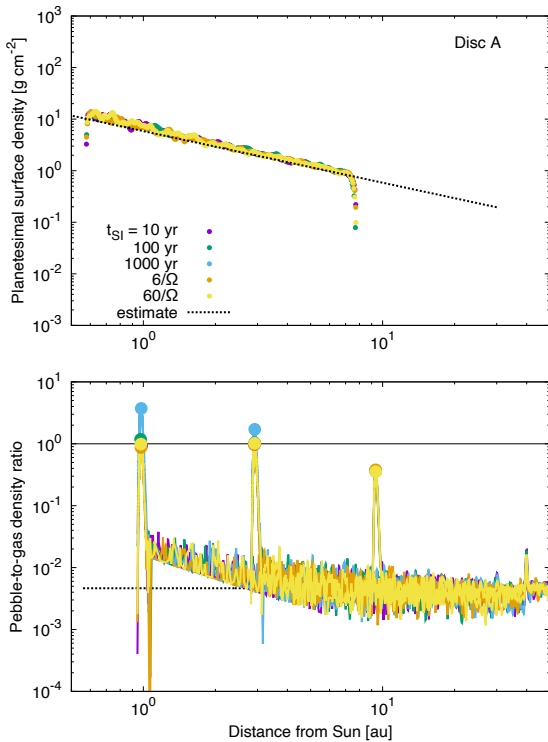 Disc A
Planetesimal surface density [g cm⁻²]
10³
10²
10¹
10⁰
10⁻¹
10⁻²
10⁻³
t_SI = 10 yr
100 yr
1000 yr
6/Ω
60/Ω
estimate
10⁰
10¹
Pebble-to-gas density ratio
10¹
10⁰
10⁻¹
10⁻²
10⁻³
10⁻⁴
10⁰
10¹
Distance from Sun [au]